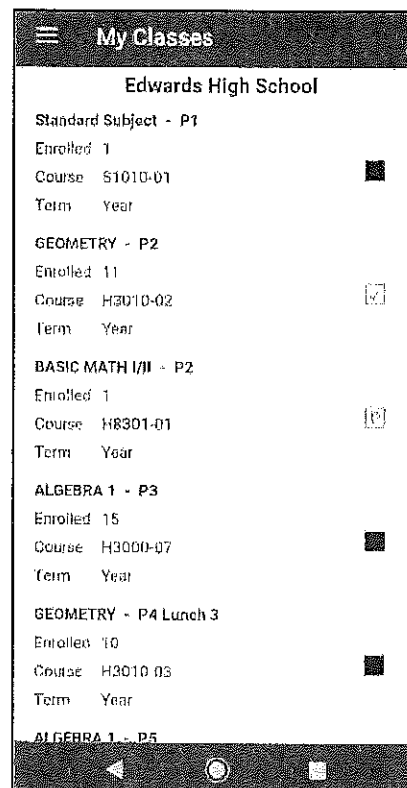 My Classes
Edwards High School
Standard Subject - P1
Enrolled 1
Course S1010-01
Term Year
GEOMETRY - P2
Enrolled 11
Course H3010-02
Term Year
BASIC MATH I/II - P2
Enrolled 1
Course H8301-01
Term Year
ALGEBRA 1 - P3
Enrolled 15
Course H3000-07
Term Year
GEOMETRY - P4 Lunch 3
Enrolled 10
Course H3010-03
Term Year
ALGEBRA 1 - P5